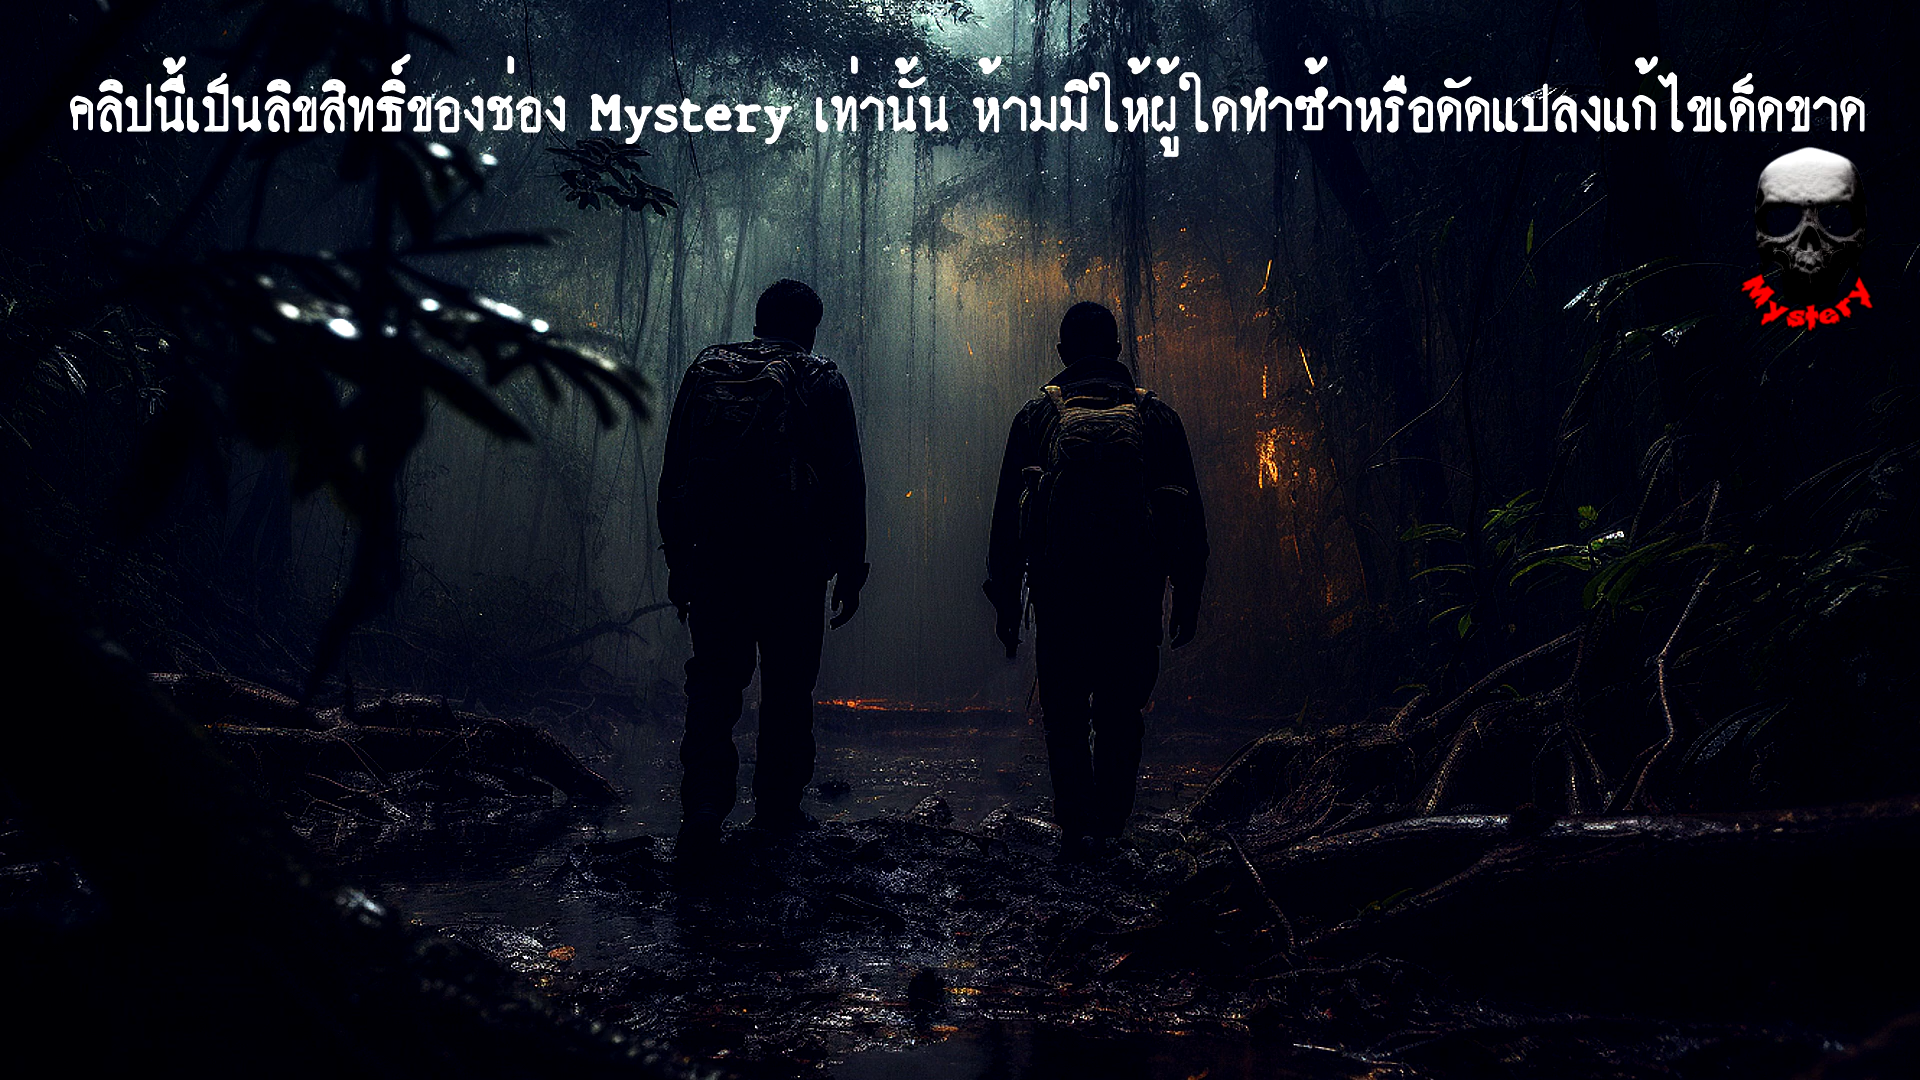 คลิปนี้เป็นลิขสิทธิ์ของช่อง Mystery เท่านั้น ห้ามมิให้ผู้ใดทำซ้ำหรือดัดแปลงแก้ไขเด็ดขาด
Mystery